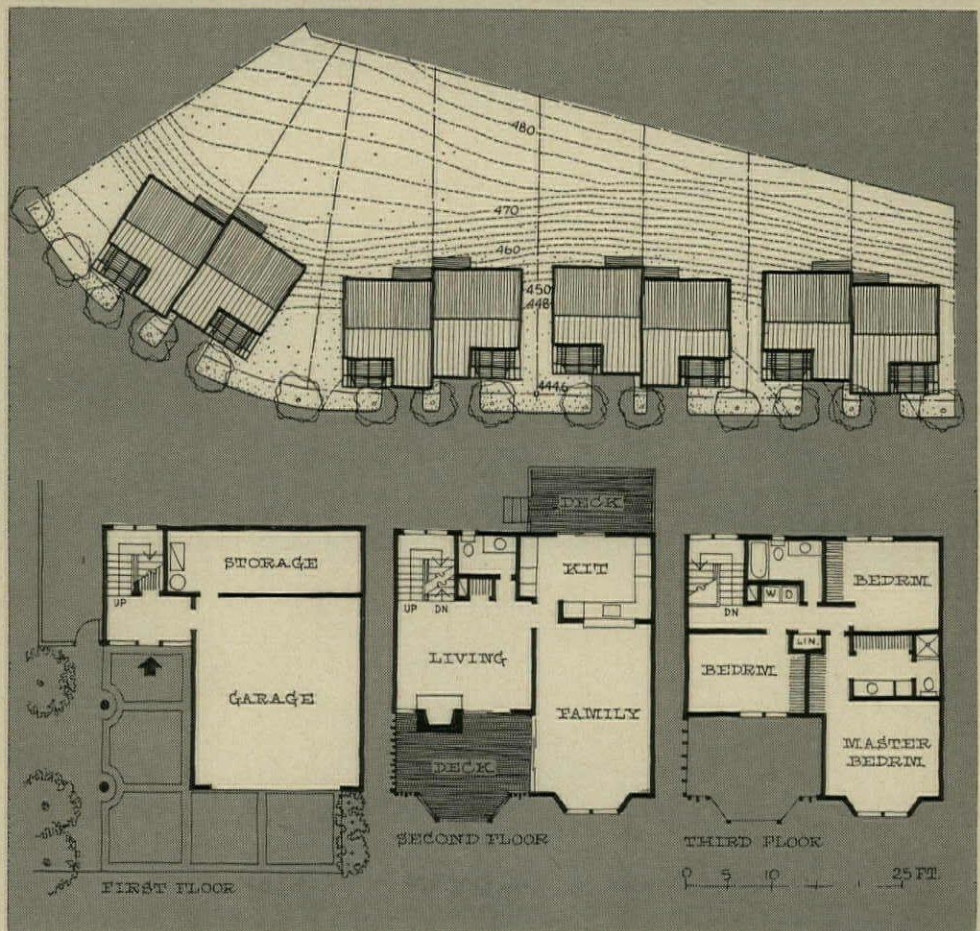 480
470
460
450
448
444.6
DECK
STORAGE
UP
GARAGE
FIRST FLOOR
KIT
UP DN
LIVING
FAMILY
DECK
SECOND FLOOR
BEDRM
W D
DN
LIN.
BEDRM
MASTER
BEDRM
THIRD FLOOR
0 5 10 25 FT.